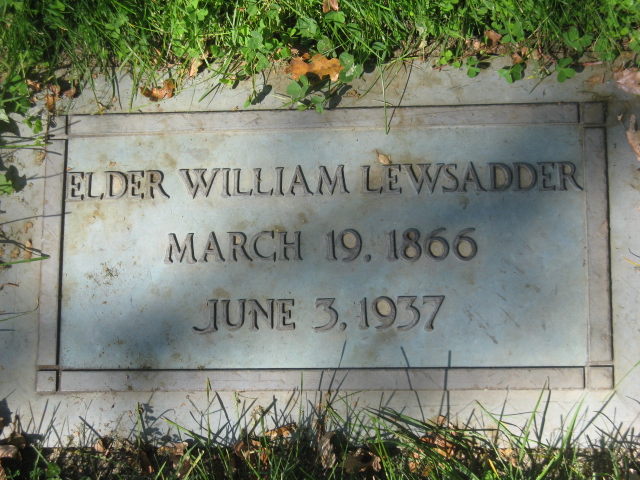 ELDER WILLIAM LEWSADDER
MARCH 19. 1866
JUNE 3. 1937